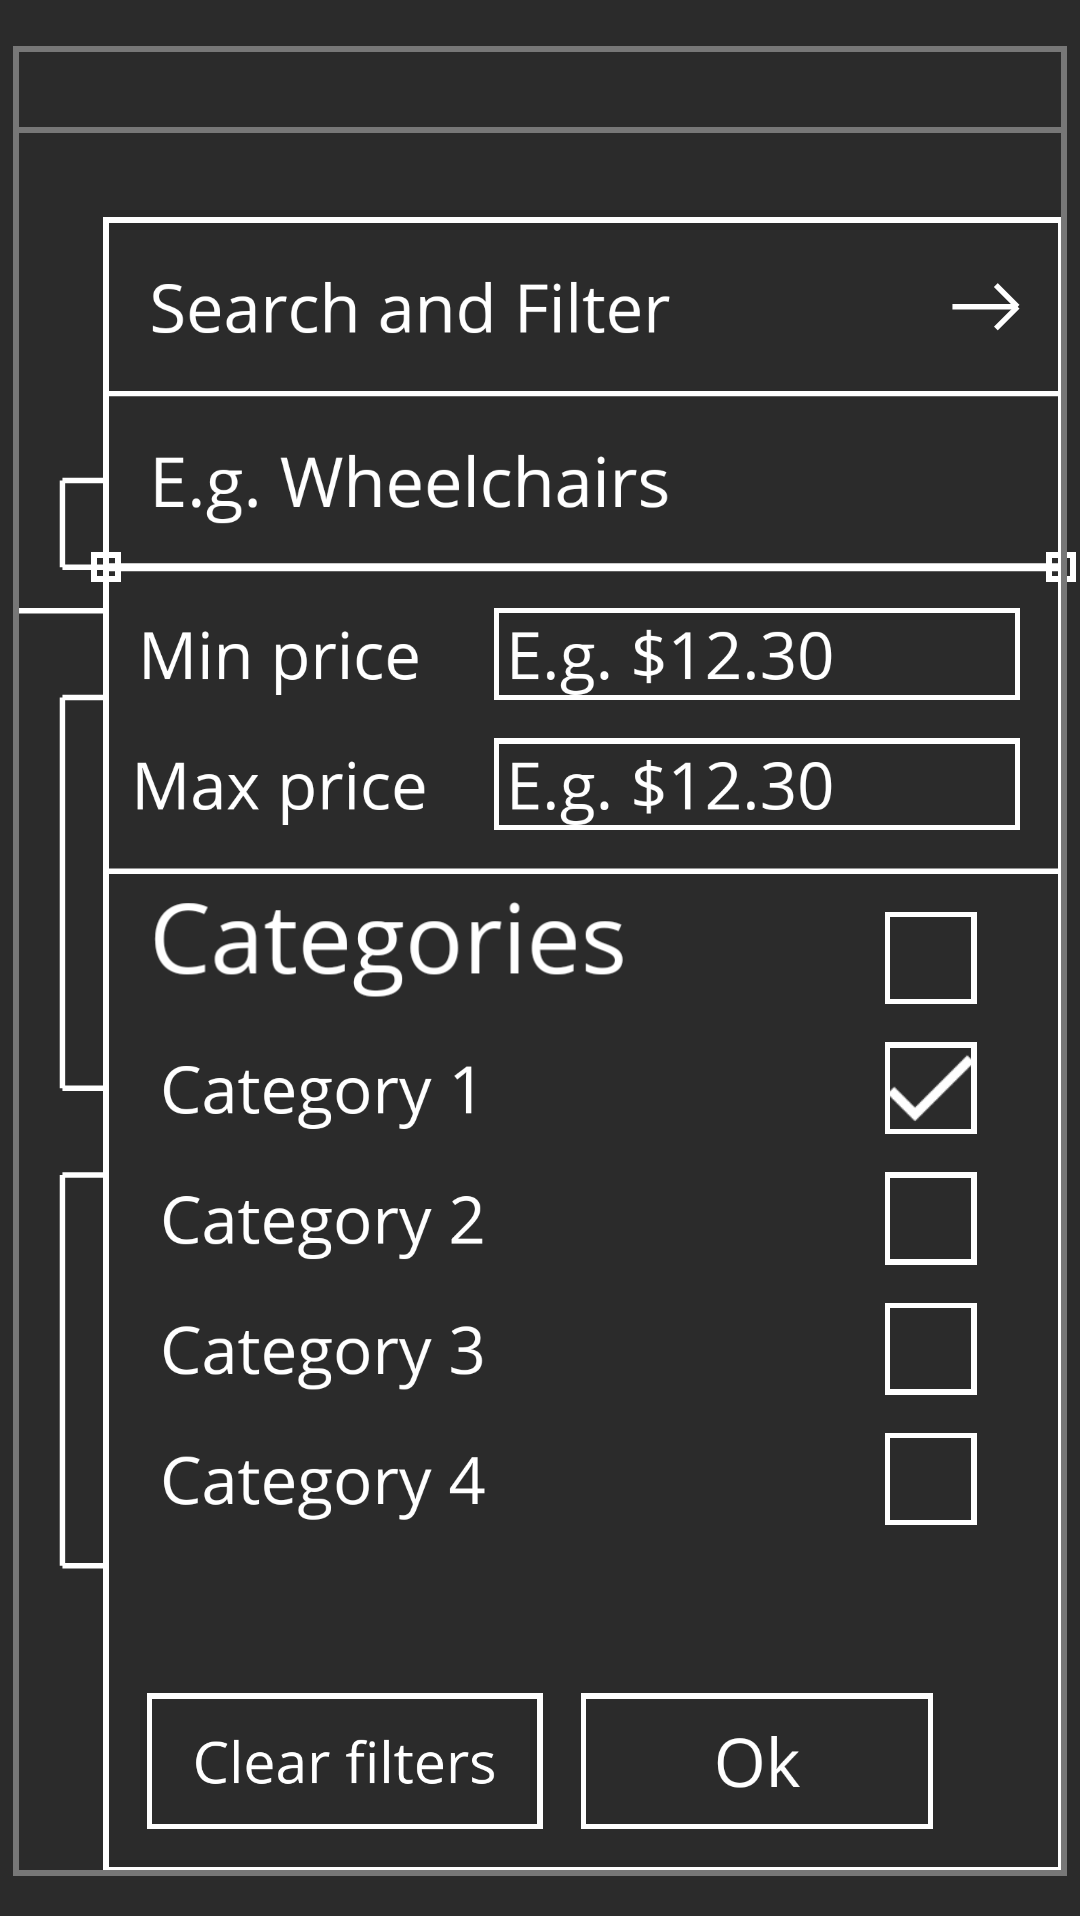 Search and Filter
E.g. Wheelchairs
Min price E.g. $12.30
Max price E.g. $12.30
Categories
Category 1
Category 2
Category 3
Category 4
Clear filters Ok